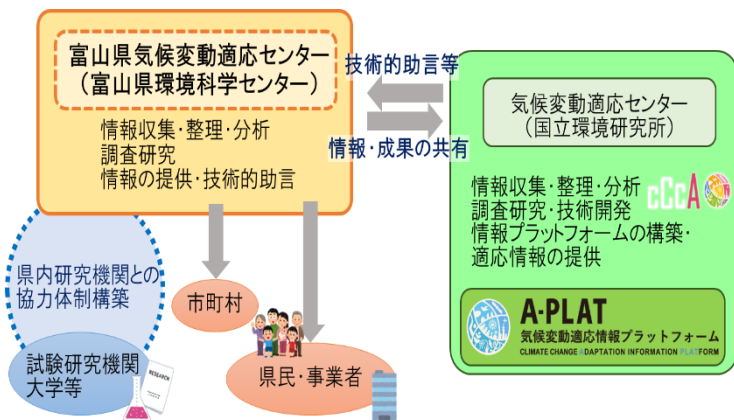 富山県気候変動適応センター
（富山県環境科学センター）
情報収集・整理・分析
調査研究
情報の提供・技術的助言
技術的助言等
情報・成果の共有
気候変動適応センター
（国立環境研究所）
情報収集・整理・分析
cCcA
調査研究・技術開発
情報プラットフォームの構築・
適応情報の提供
A-PLAT
気候変動適応情報プラットフォーム
CLIMATE CHANGE ADAPTATION INFORMATION PLATFORM
県内研究機関との
協力体制構築
試験研究機関
大学等
RESEARCH
市町村
県民・事業者